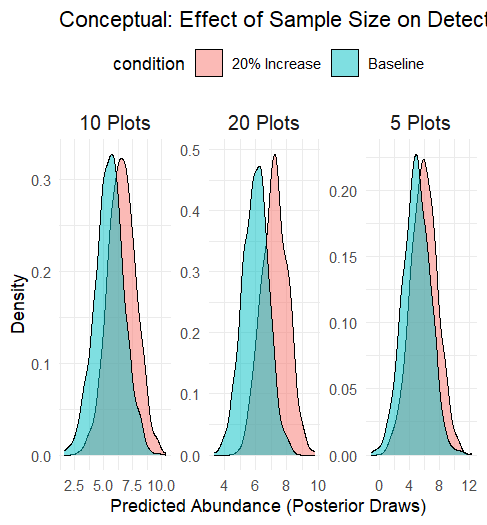 Conceptual: Effect of Sample Size on Detect
condition 20% Increase Baseline
10 Plots 20 Plots 5 Plots
Density
0.3
0.2
0.1
0.0
0.5
0.4
0.3
0.2
0.1
0.0
0.20
0.15
0.10
0.05
0.00
2.5 5.0 7.5 10.0 4 6 8 10 0 4 8 12
Predicted Abundance (Posterior Draws)